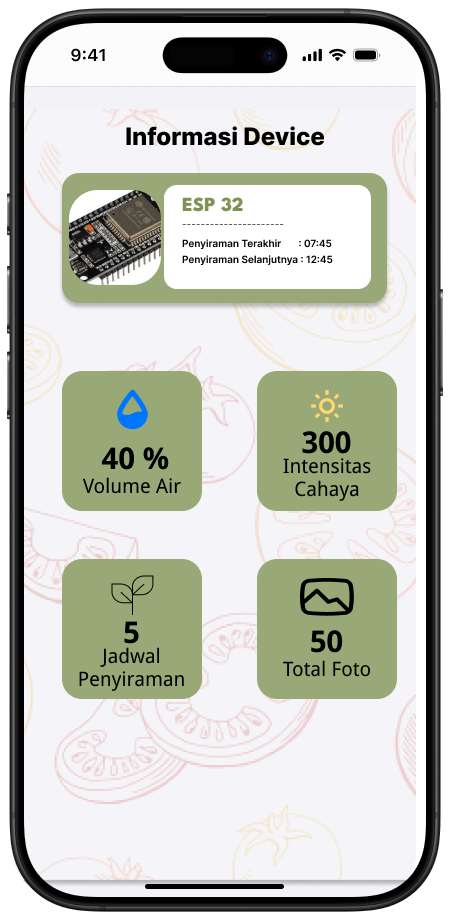 9:41
Informasi Device
ESP 32
-----------------------
Penyiraman Terakhir : 07:45
Penyiraman Selanjutnya : 12:45
40 %
Volume Air
300
Intensitas
Cahaya
5
Jadwal
Penyiraman
50
Total Foto